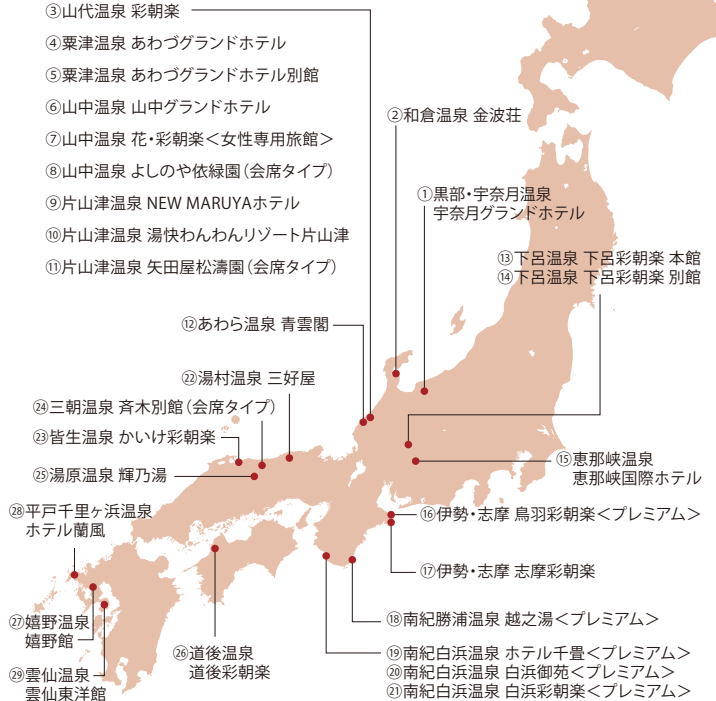 ③山代温泉 彩朝楽
④粟津温泉 あわづグランドホテル
⑤粟津温泉 あわづグランドホテル別館
⑥山中温泉 山中グランドホテル
⑦山中温泉 花・彩朝楽＜女性専用旅館＞
⑧山中温泉 よしのや依緑園（会席タイプ）
⑨片山津温泉 NEW MARUYAホテル
⑩片山津温泉 湯快わんわんリゾート片山津
⑪片山津温泉 矢田屋松濤園（会席タイプ）
②和倉温泉 金波荘
①黒部・宇奈月温泉
宇奈月グランドホテル
⑬下呂温泉 下呂彩朝楽 本館
⑭下呂温泉 下呂彩朝楽 別館
⑫あわら温泉 青雲閣
㉒湯村温泉 三好屋
㉔三朝温泉 斉木別館（会席タイプ）
㉓皆生温泉 かいけ彩朝楽
㉕湯原温泉 輝乃湯
⑮恵那峡温泉
恵那峡国際ホテル
㉘平戸千里ヶ浜温泉
ホテル蘭風
⑯伊勢・志摩 鳥羽彩朝楽＜プレミアム＞
⑰伊勢・志摩 志摩彩朝楽
⑱南紀勝浦温泉 越之湯＜プレミアム＞
㉗嬉野温泉
嬉野館
㉖道後温泉
道後彩朝楽
⑲南紀白浜温泉 ホテル千畳＜プレミアム＞
⑳南紀白浜温泉 白浜御苑＜プレミアム＞
㉑南紀白浜温泉 白浜彩朝楽＜プレミアム＞
㉙雲仙温泉
雲仙東洋館